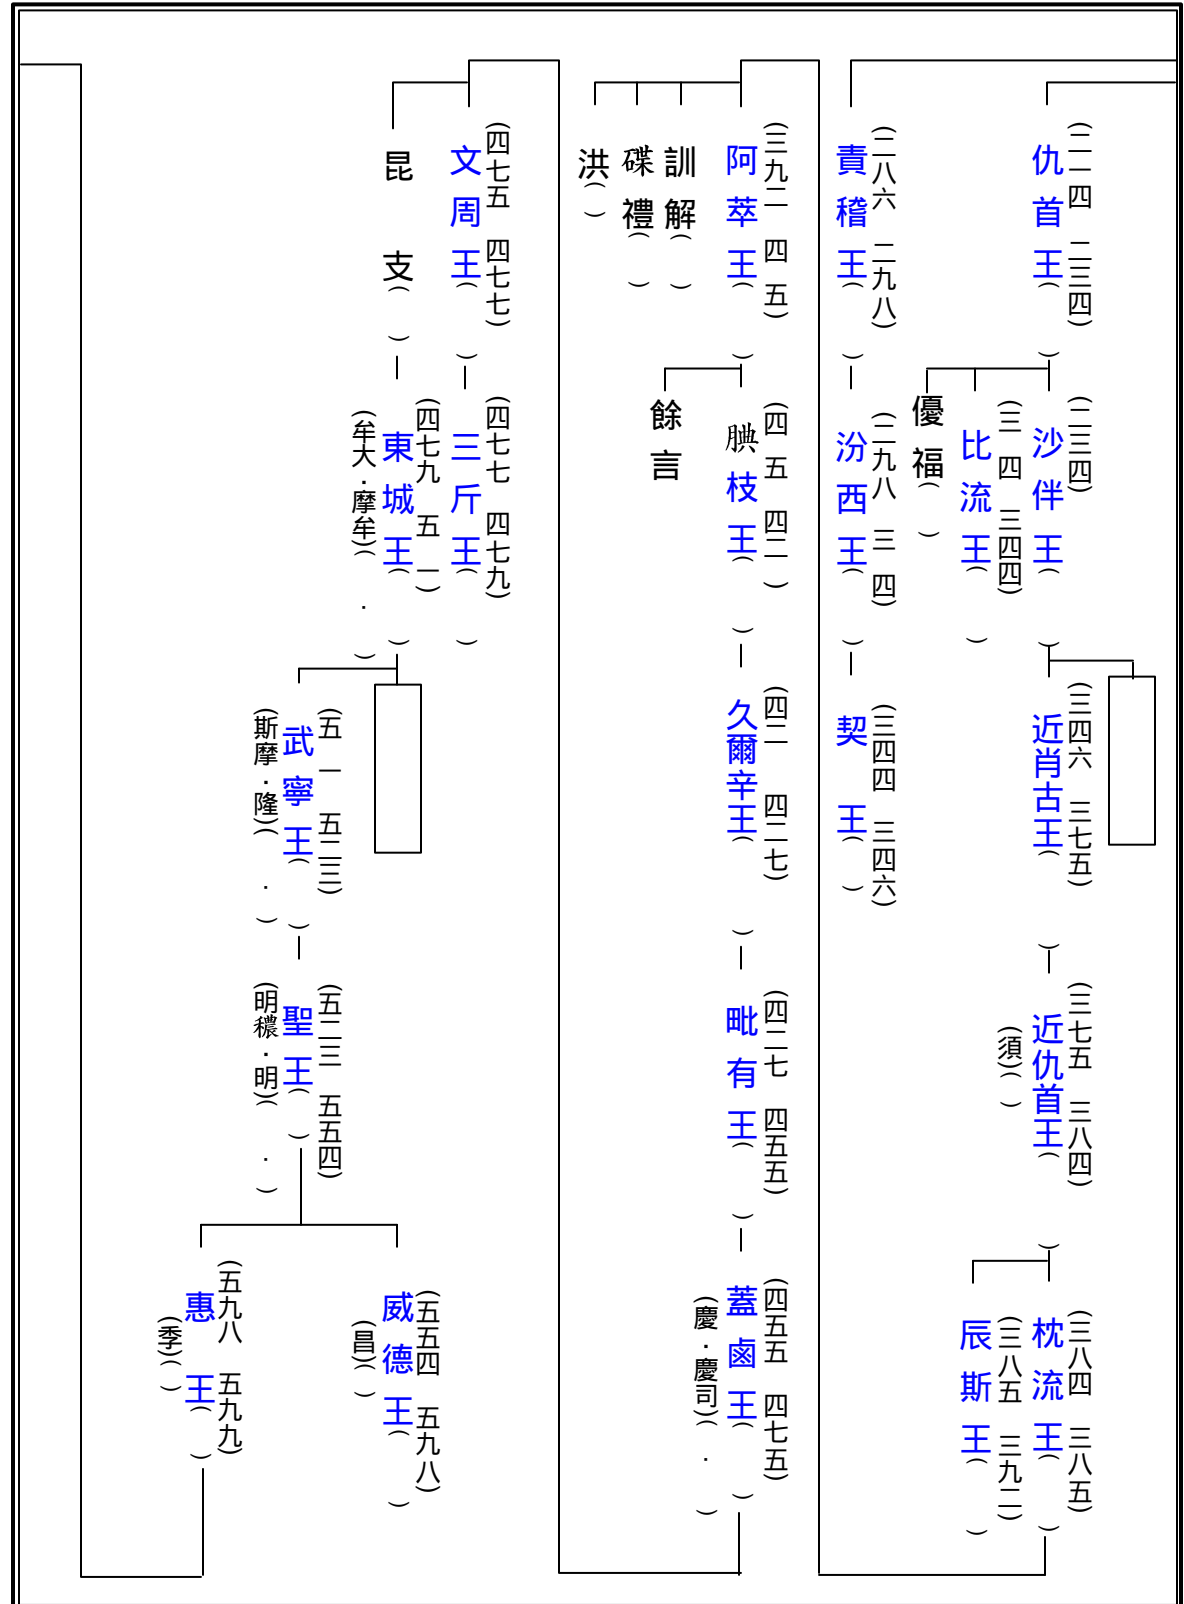 (二一四 二三四)
仇首王( )
(二三四)
沙伴王( )
(三 四 三四四)
比流王( )
優福( )
(三四六 三七五)
近肖古王( )
(三七五 三八四)
近仇首王( )
(須)( )
(三八四 三八五)
枕流王( )
(三八五 三九二)
辰斯王( )
(二八六 二九八)
責稽王( )
(二九八 三 四)
汾西王( )
(三四四 三四六)
契王( )
(三九二 四 五)
阿莘王( )
訓解( )
碟禮( )
洪( )
(四 五 四二 )
腆枝王( )
餘言
(四二 四二七)
久爾辛王( )
(四二七 四五五)
毗有王( )
(四五五 四七五)
蓋鹵王( )
(慶·慶司)( · )
(四七五 四七七)
文周王( )
昆支( )
(四七七 四七九)
三斤王( )
(四七九 五 一)
東城王( )
(牟大·摩牟)( · )
(五 一 五二三)
武寧王( )
(斯摩·隆)( · )
(五二三 五五四)
聖王( )
(明穠·明)( · )
(五五四 五九八)
威德王( )
(昌)( )
(五九八 五九九)
惠王( )
(季)( )